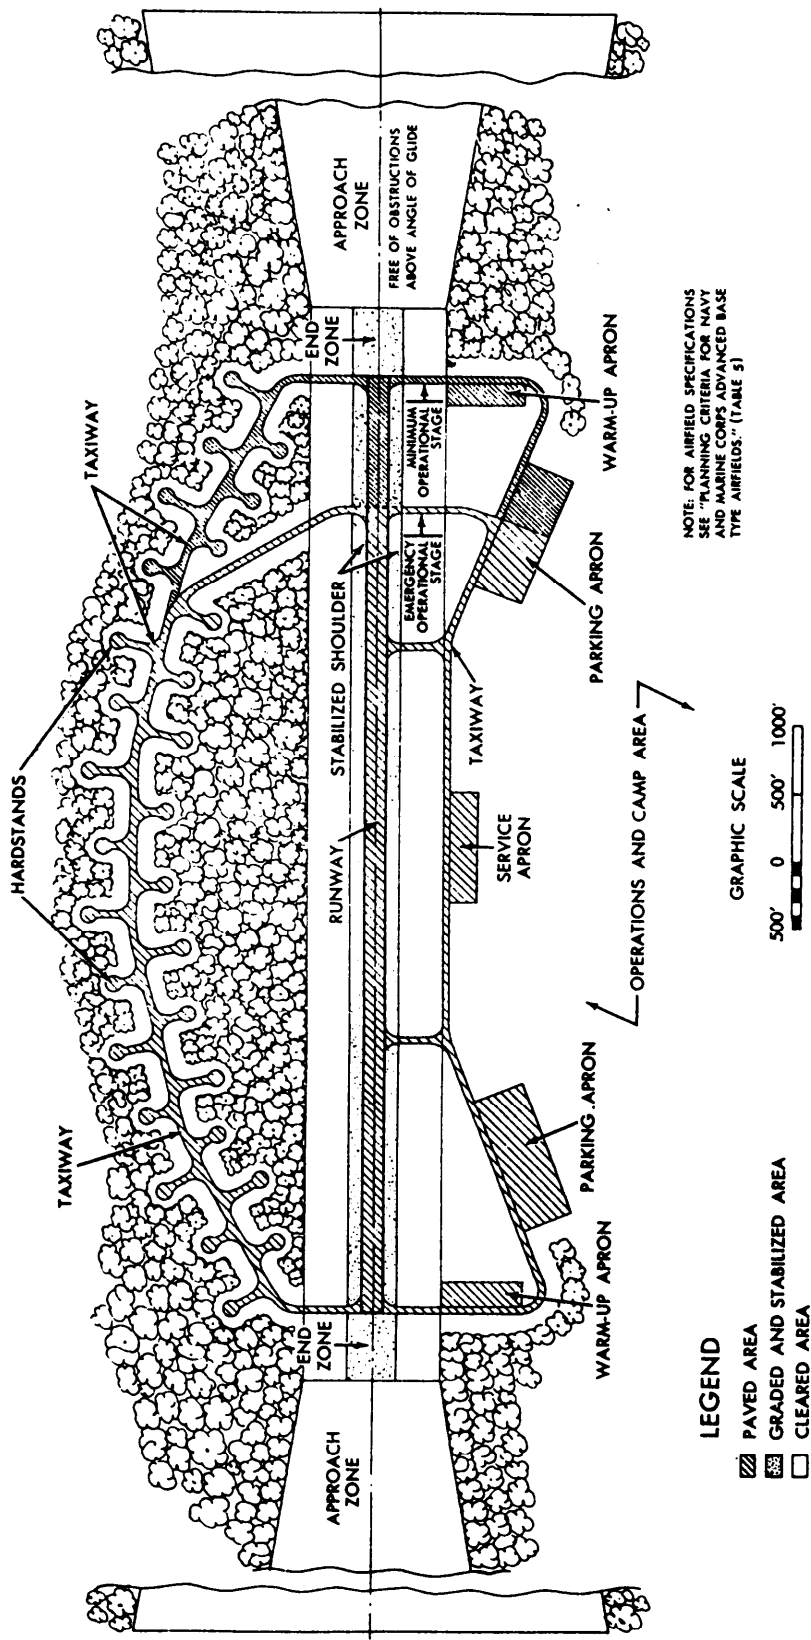 TAXIWAY
HARDSTANDS
TAXIWAY
APPROACH
ZONE
END
ZONE
RUNWAY
STABILIZED SHOULDER
EMERGENCY
OPERATIONAL
STAGE
MINIMUM
OPERATIONAL
STAGE
END
ZONE
APPROACH
ZONE
FREE OF OBSTRUCTIONS
ABOVE ANGLE OF GLIDE
WARM-UP APRON
PARKING APRON
SERVICE
APRON
TAXIWAY
PARKING APRON
WARM-UP APRON
OPERATIONS AND CAMP AREA
NOTE: FOR AIRFIELD SPECIFICATIONS
SEE "PLANNING CRITERIA FOR NAVY
AND MARINE CORPS ADVANCED BASE
TYPE AIRFIELDS." (TABLE 5)
LEGEND
PAVED AREA
GRADED AND STABILIZED AREA
CLEARED AREA
GRAPHIC SCALE
500' 0 500' 1000'